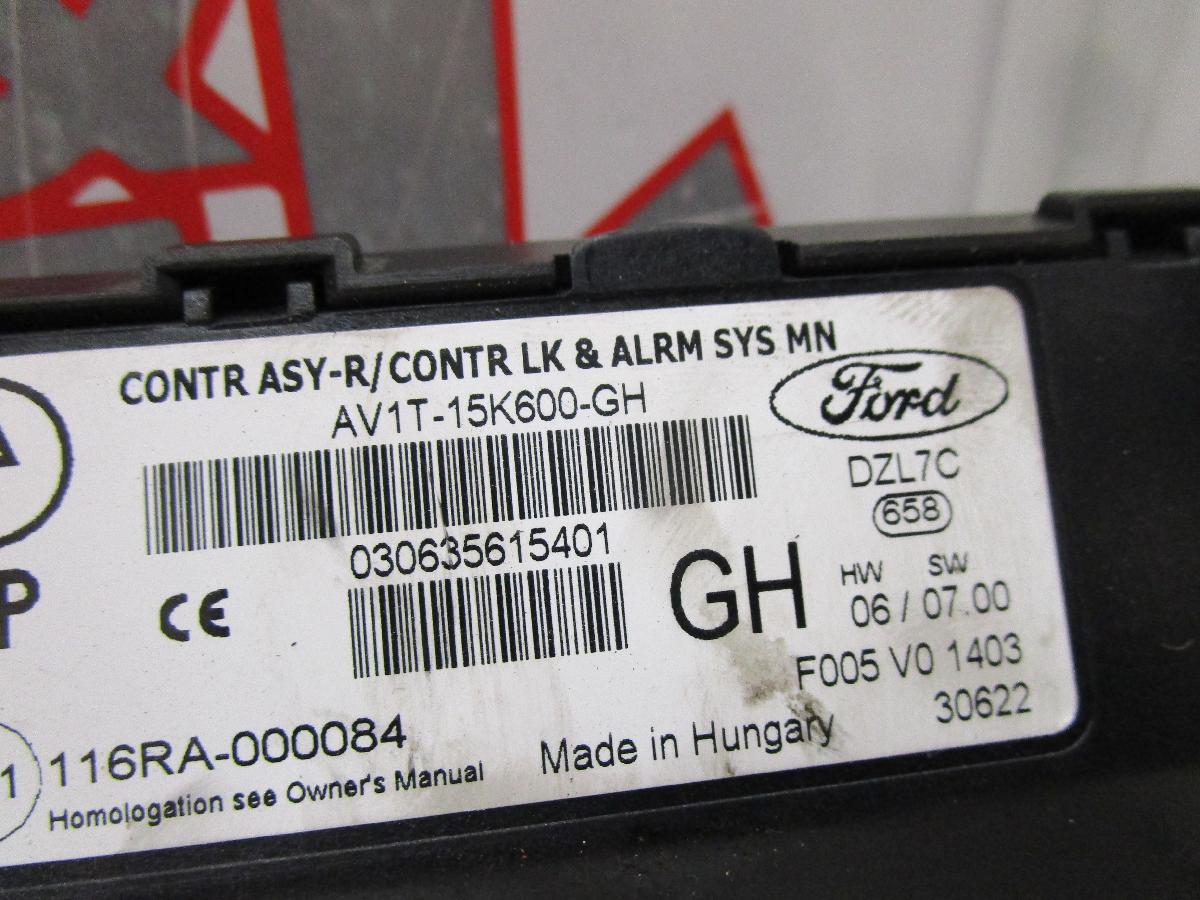 CONTR ASY-R/CONTR LK & ALRM SYS MN
AV1T-15K600-GH
Ford
DZL7C
658
030635615401
GH
HW SW
06 / 07.00
P
CE
F005 V0 1403
30622
1
116RA-000084
Made in Hungary
Homologation see Owner's Manual